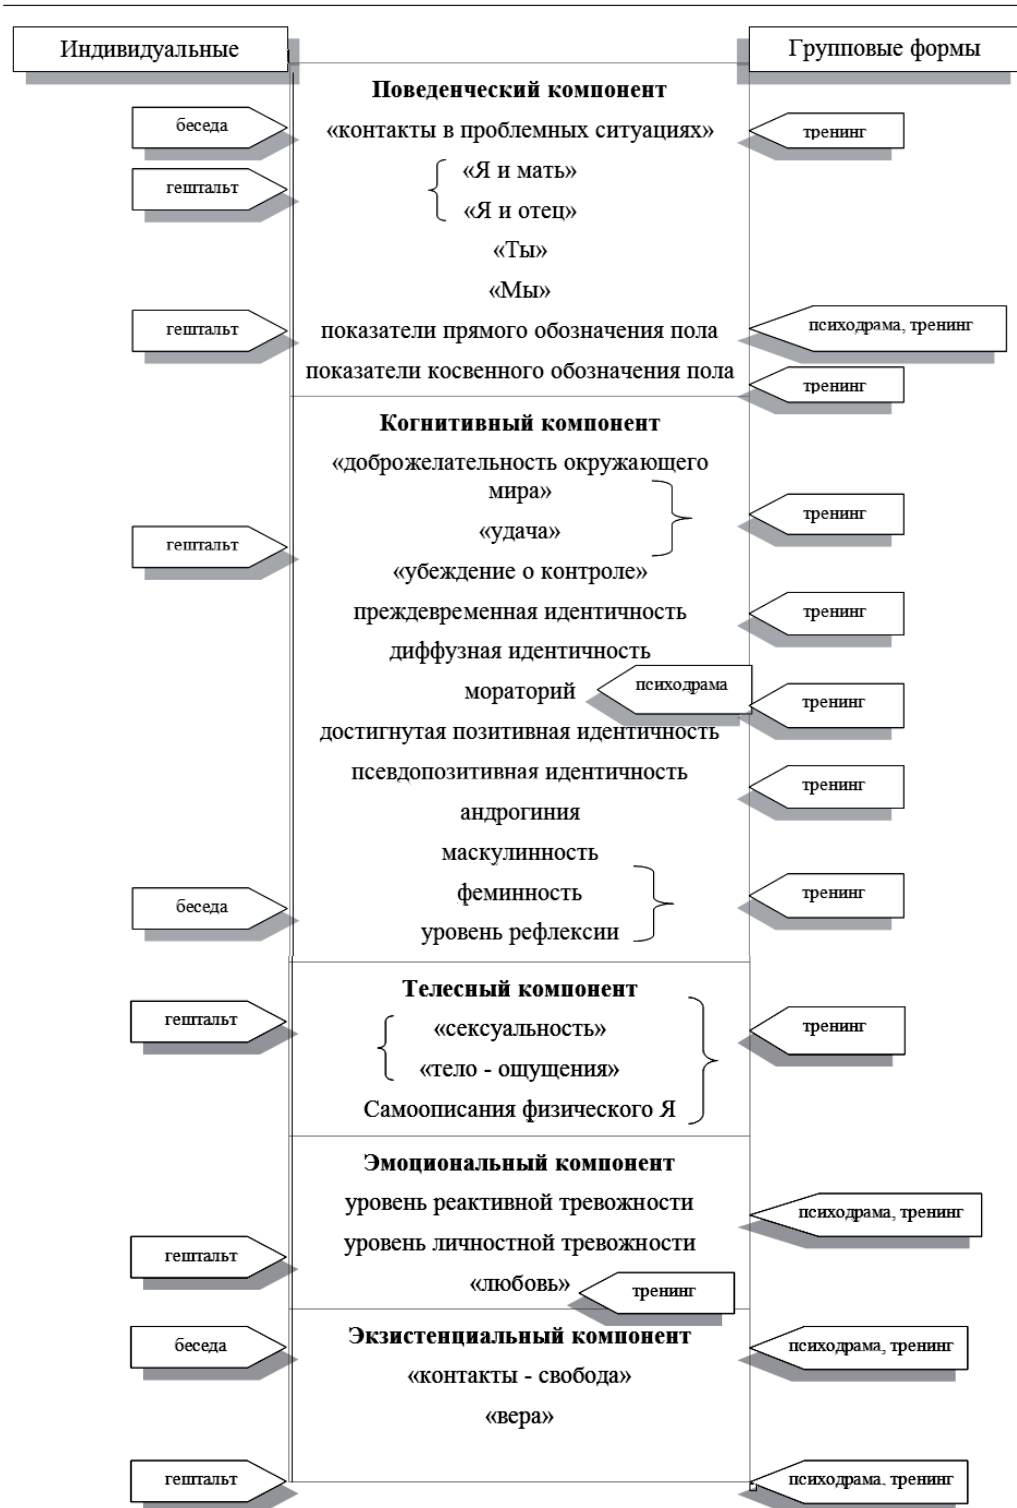 Индивидуальные
Групповые формы
Поведенческий компонент
беседа
«контакты в проблемных ситуациях»
тренинг
«Я и мать»
гештальт
«Я и отец»
«Ты»
«Мы»
гештальт
показатели прямого обозначения пола
психодрама, тренинг
показатели косвенного обозначения пола
тренинг
Когнитивный компонент
«доброжелательность окружающего
мира»
тренинг
«удача»
гештальт
«убеждение о контроле»
преждевременная идентичность
тренинг
диффузная идентичность
мораторий
психодрама
тренинг
достигнутая позитивная идентичность
псевдопозитивная идентичность
тренинг
андрогиния
маскулинность
феминность
тренинг
беседа
уровень рефлексии
Телесный компонент
гештальт
«сексуальность»
тренинг
«тело - ощущения»
Самоописания физического Я
Эмоциональный компонент
уровень реактивной тревожности
психодрама, тренинг
уровень личностной тревожности
гештальт
«любовь»
тренинг
Экзистенциальный компонент
беседа
психодрама, тренинг
«контакты - свобода»
«вера»
гештальт
психодрама. тренинг